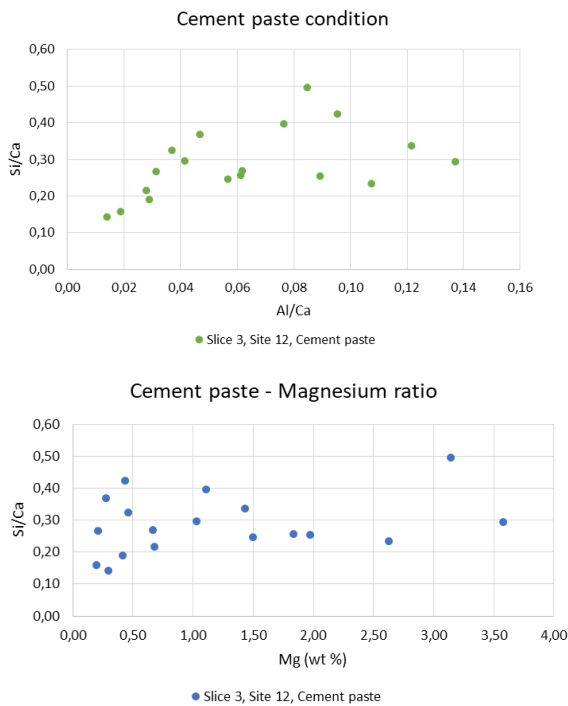 Cement paste condition
0,60
0,50
0,40
0,30
0,20
0,10
0,00
Si/Ca
0,00 0,02 0,04 0,06 0,08 0,10 0,12 0,14 0,16
Al/Ca
Slice 3, Site 12, Cement paste
Cement paste - Magnesium ratio
0,60
0,50
0,40
0,30
0,20
0,10
0,00
Si/Ca
0,00 0,50 1,00 1,50 2,00 2,50 3,00 3,50 4,00
Mg (wt %)
Slice 3, Site 12, Cement paste